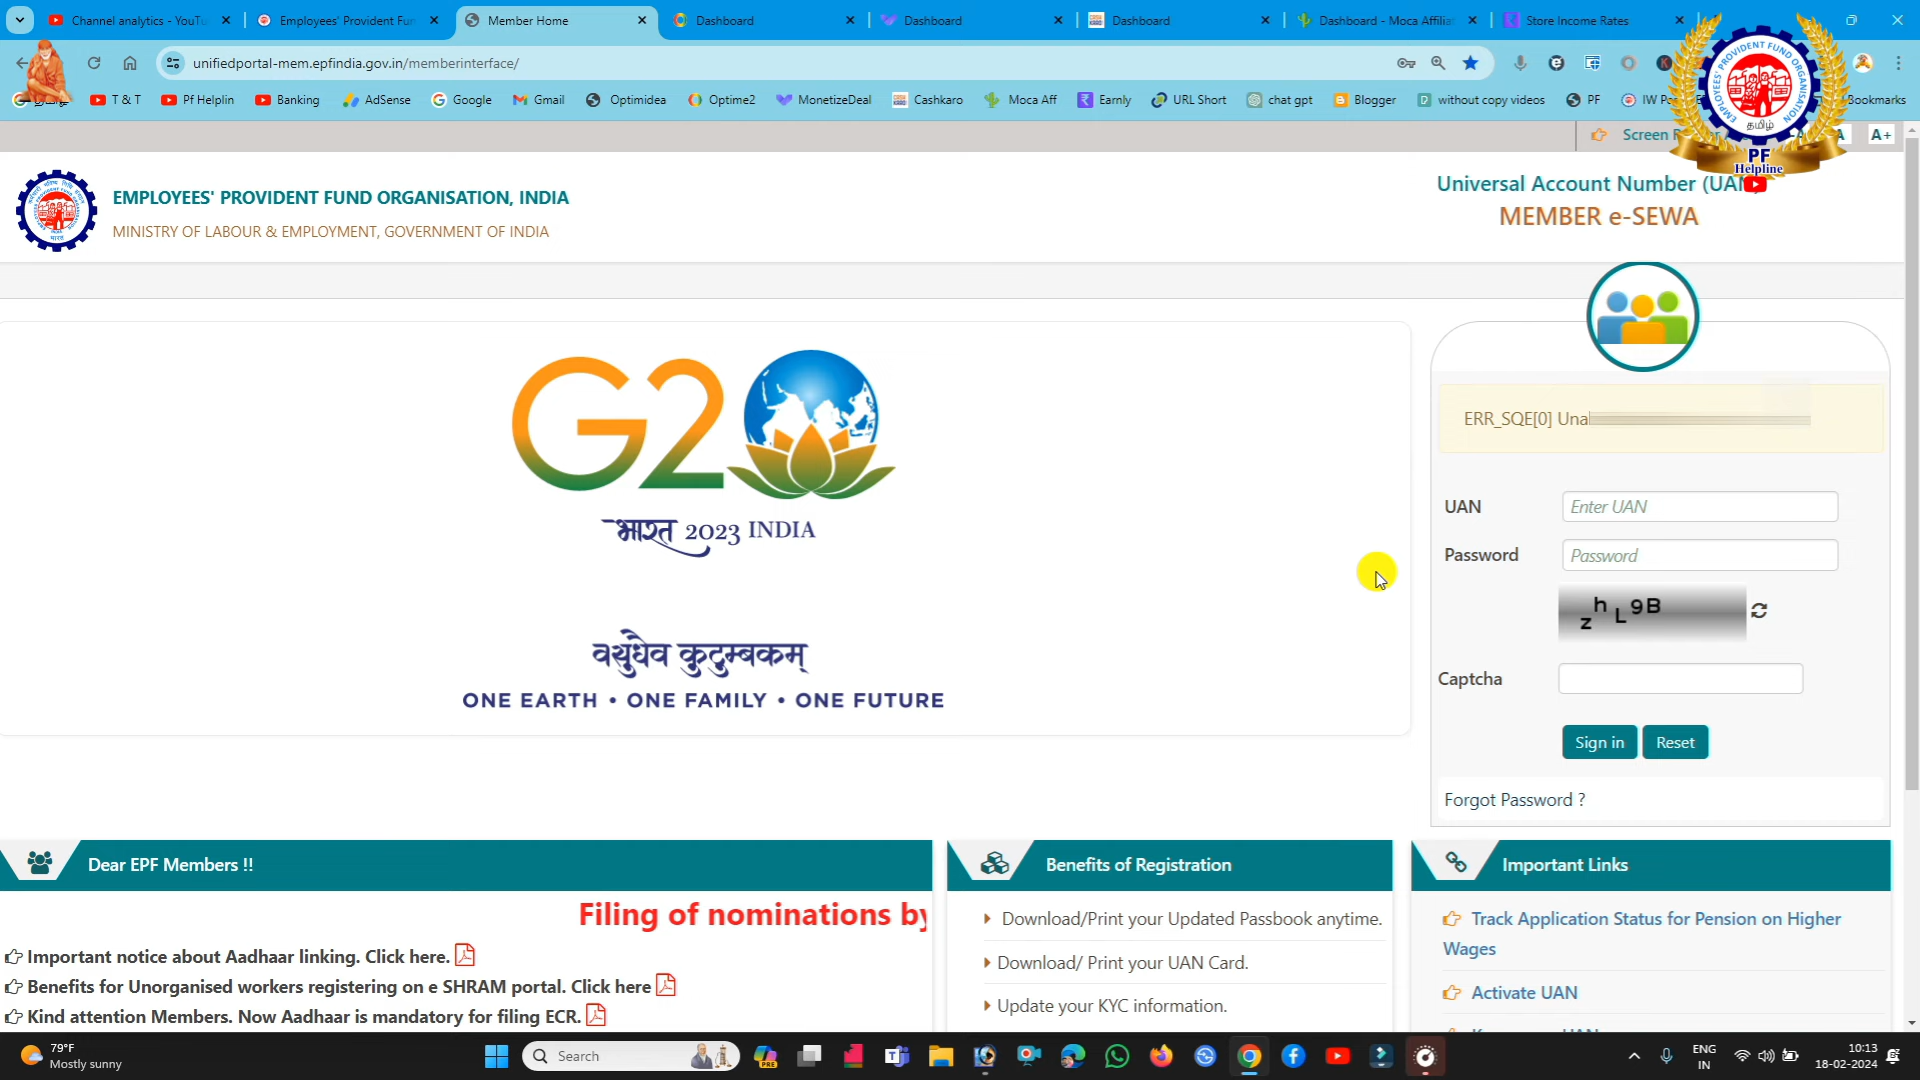 Channel analytics - YouTu
Employees' Provident Fun
Member Home
Dashboard
Dashboard
Dashboard
Dashboard - Moca Affilia
Store Income Rates
unifiedportal-mem.epfindia.gov.in/memberinterface/
T & T
Pf Helplin
Banking
AdSense
Google
Gmail
Optimidea
Optime2
MonetizeDeal
Cashkaro
Moca Aff
Earnly
URL Short
chat gpt
Blogger
without copy videos
PF
Bookmarks
Screen
A
A+
EMPLOYEES' PROVIDENT FUND ORGANISATION
தமிழ்
PF
Helpline
EMPLOYEES' PROVIDENT FUND ORGANISATION, INDIA
MINISTRY OF LABOUR & EMPLOYMENT, GOVERNMENT OF INDIA
Universal Account Number (UAN
MEMBER e-SEWA
G20
भारत 2023 INDIA
वसुधैव कुटुम्बकम्
ONE EARTH • ONE FAMILY • ONE FUTURE
ERR_SQE[0] Una
UAN
Enter UAN
Password
Password
z h L 9 B
Captcha
Sign in
Reset
Forgot Password ?
Dear EPF Members !!
Filing of nominations by
Important notice about Aadhaar linking. Click here.
Benefits for Unorganised workers registering on e SHRAM portal. Click here
Kind attention Members. Now Aadhaar is mandatory for filing ECR.
Benefits of Registration
Download/Print your Updated Passbook anytime.
Download/ Print your UAN Card.
Update your KYC information.
Important Links
Track Application Status for Pension on Higher
Wages
Activate UAN
79°F
Mostly sunny
Search
PRE
ENG
IN
10:13
18-02-2024